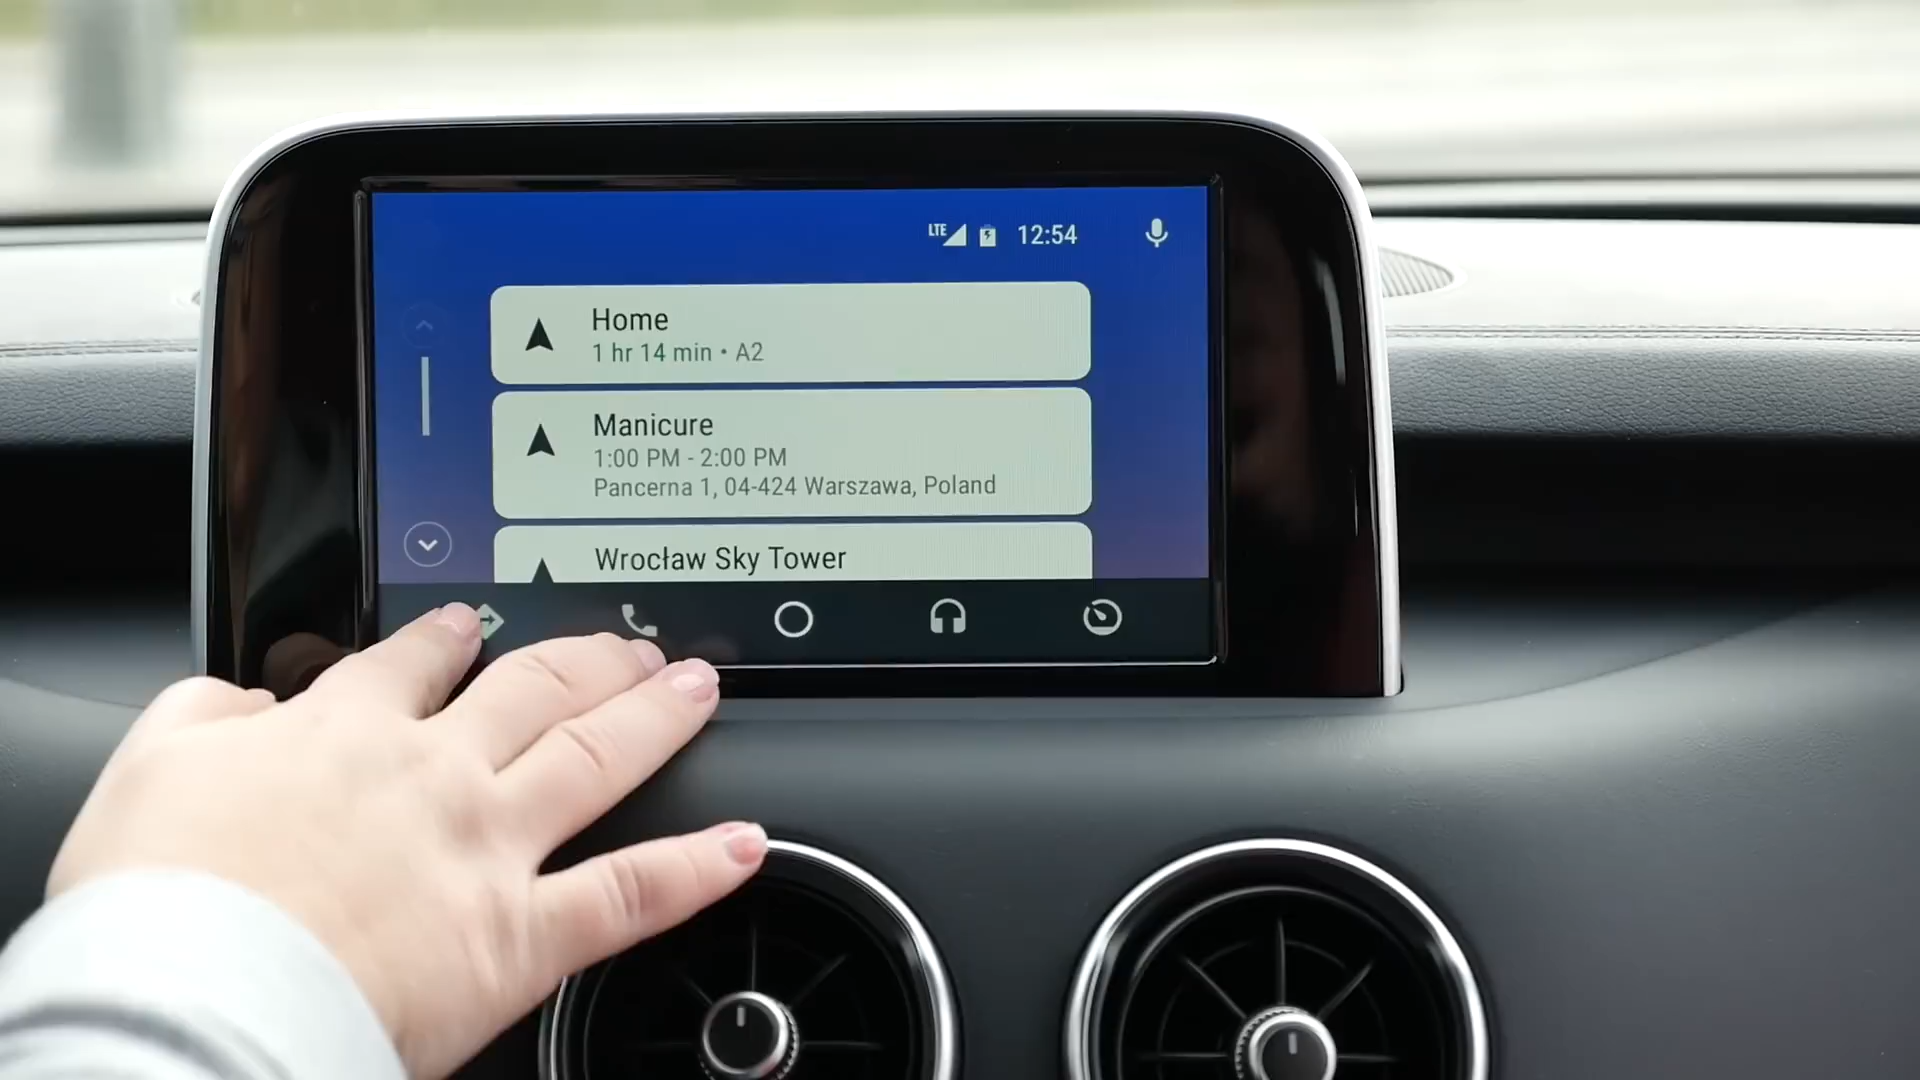 LTE 12:54
Home
1 hr 14 min • A2
Manicure
1:00 PM - 2:00 PM
Pancerna 1, 04-424 Warszawa, Poland
Wrocław Sky Tower